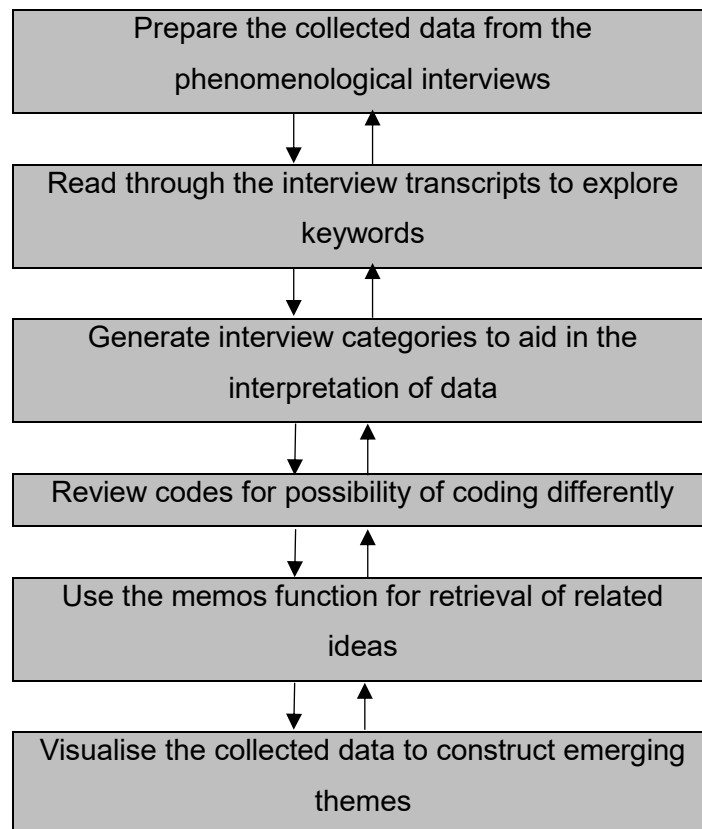 Prepare the collected data from the
phenomenological interviews
Read through the interview transcripts to explore
keywords
Generate interview categories to aid in the
interpretation of data
Review codes for possibility of coding differently
Use the memos function for retrieval of related
ideas
Visualise the collected data to construct emerging
themes